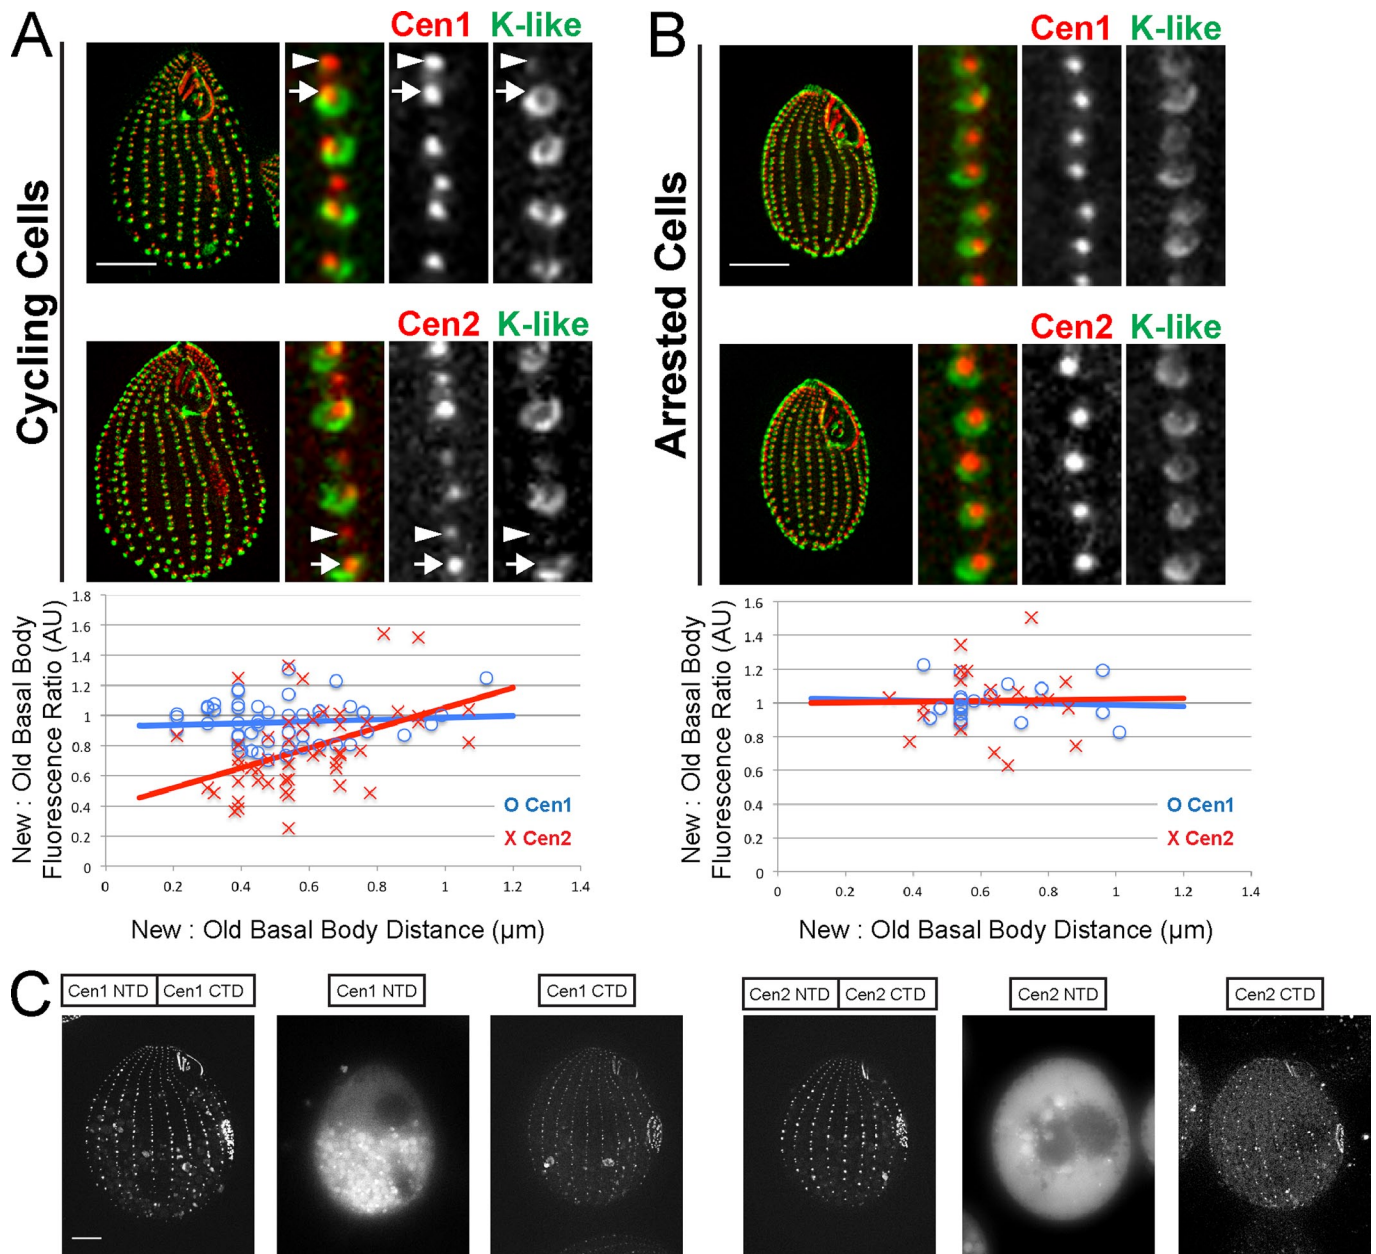 A
Cycling Cells
Cen1 K-like
Cen2 K-like
New : Old Basal Body
Fluorescence Ratio (AU)
1.8
1.6
1.4
1.2
1
0.8
0.6
0.4
0.2
0
0 0.2 0.4 0.6 0.8 1 1.2 1.4
O Cen1
X Cen2
New : Old Basal Body Distance (µm)
B
Arrested Cells
Cen1 K-like
Cen2 K-like
New : Old Basal Body
Fluorescence Ratio (AU)
1.6
1.4
1.2
1
0.8
0.6
0.4
0.2
0
0 0.2 0.4 0.6 0.8 1 1.2 1.4
O Cen1
X Cen2
New : Old Basal Body Distance (µm)
C
Cen1 NTD Cen1 CTD
Cen1 NTD
Cen1 CTD
Cen2 NTD Cen2 CTD
Cen2 NTD
Cen2 CTD